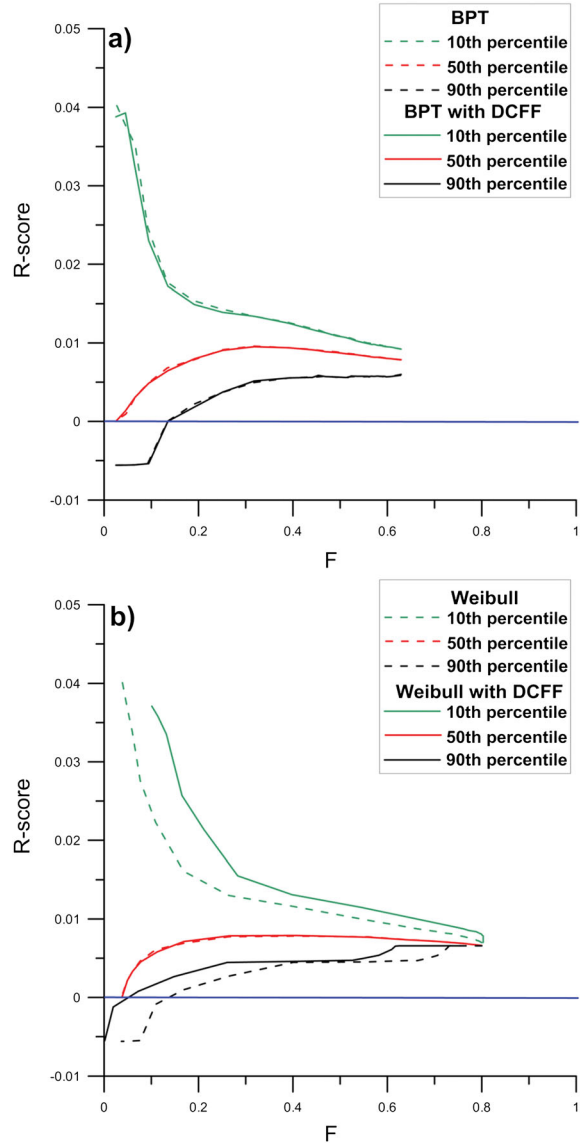 a)
BPT
10th percentile
50th percentile
90th percentile
BPT with DCFF
10th percentile
50th percentile
90th percentile
R-score
0.05
0.04
0.03
0.02
0.01
0
-0.01
0
0.2
0.4
0.6
0.8
1
F
b)
Weibull
10th percentile
50th percentile
90th percentile
Weibull with DCFF
10th percentile
50th percentile
90th percentile
R-score
0.05
0.04
0.03
0.02
0.01
0
-0.01
0
0.2
0.4
0.6
0.8
1
F